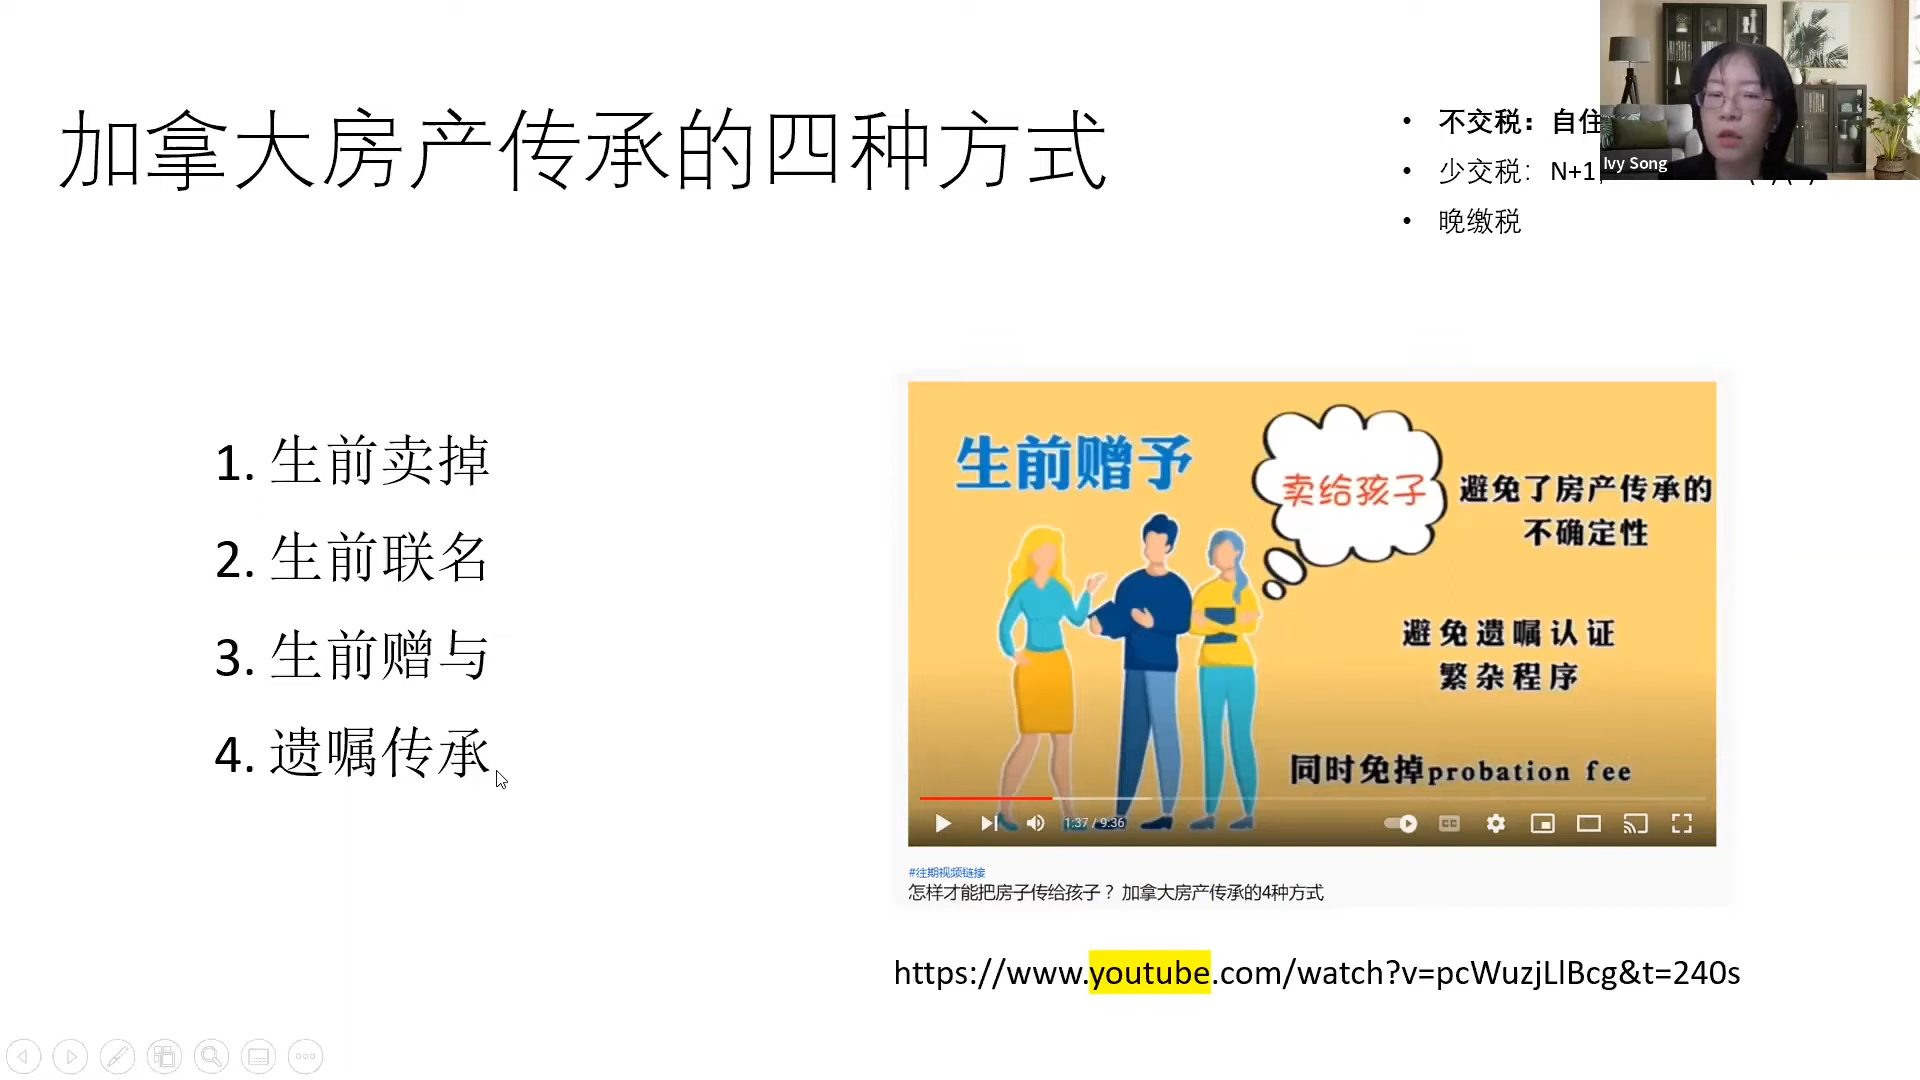 加拿大房产传承的四种方式
• 不交税：自住
• 少交税：N+1
• 晚缴税
Ivy Song
1. 生前卖掉
2. 生前联名
3. 生前赠与
4. 遗嘱传承
生前赠予
卖给孩子
避免了房产传承的
不确定性
避免遗嘱认证
繁杂程序
同时免掉probation fee
1:37 / 9:36
CC
#往期视频链接
怎样才能把房子传给孩子？ 加拿大房产传承的4种方式
https://www.youtube.com/watch?v=pcWuzjLlBcg&t=240s